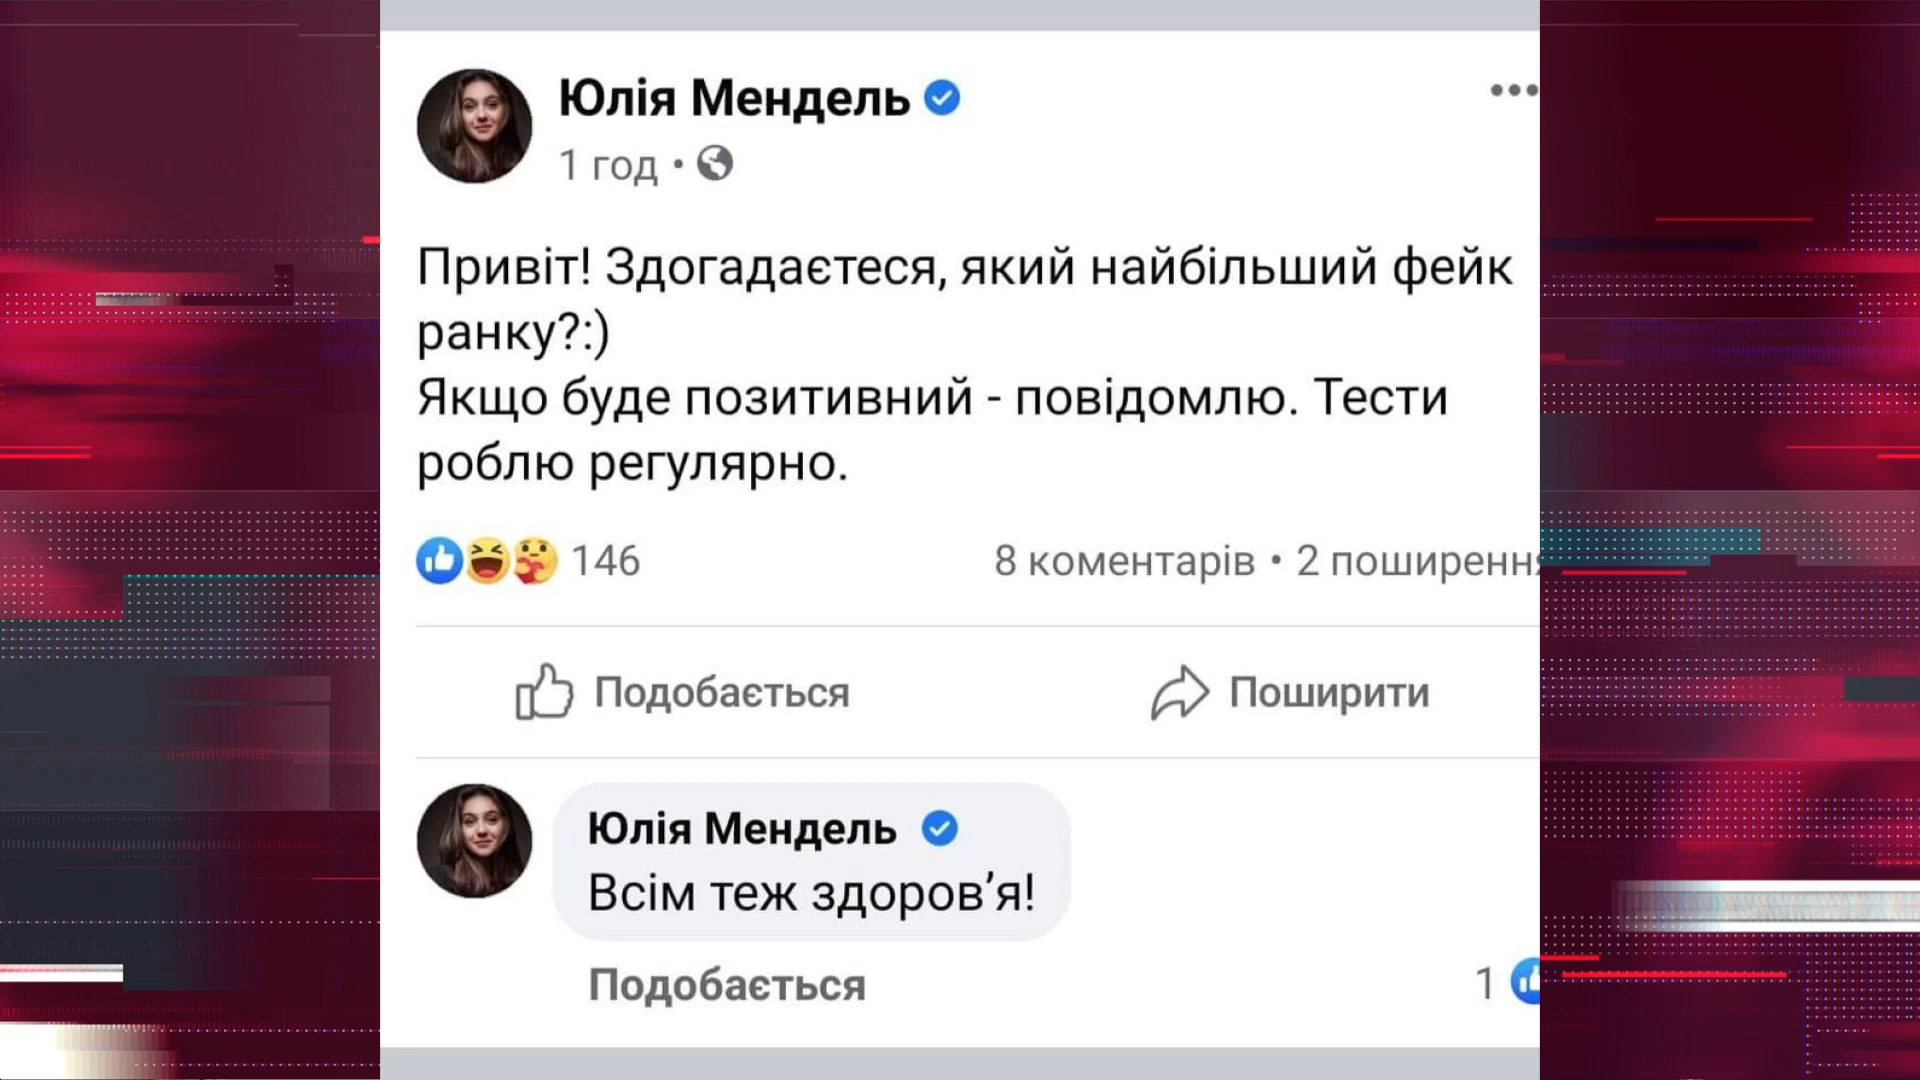 Юлія Мендель
1 год •
Привіт! Здогадаєтеся, який найбільший фейк
ранку?:)
Якщо буде позитивний - повідомлю. Тести
роблю регулярно.
146
8 коментарів • 2 поширення
Подобається
Поширити
Юлія Мендель
Всім теж здоров’я!
Подобається
1